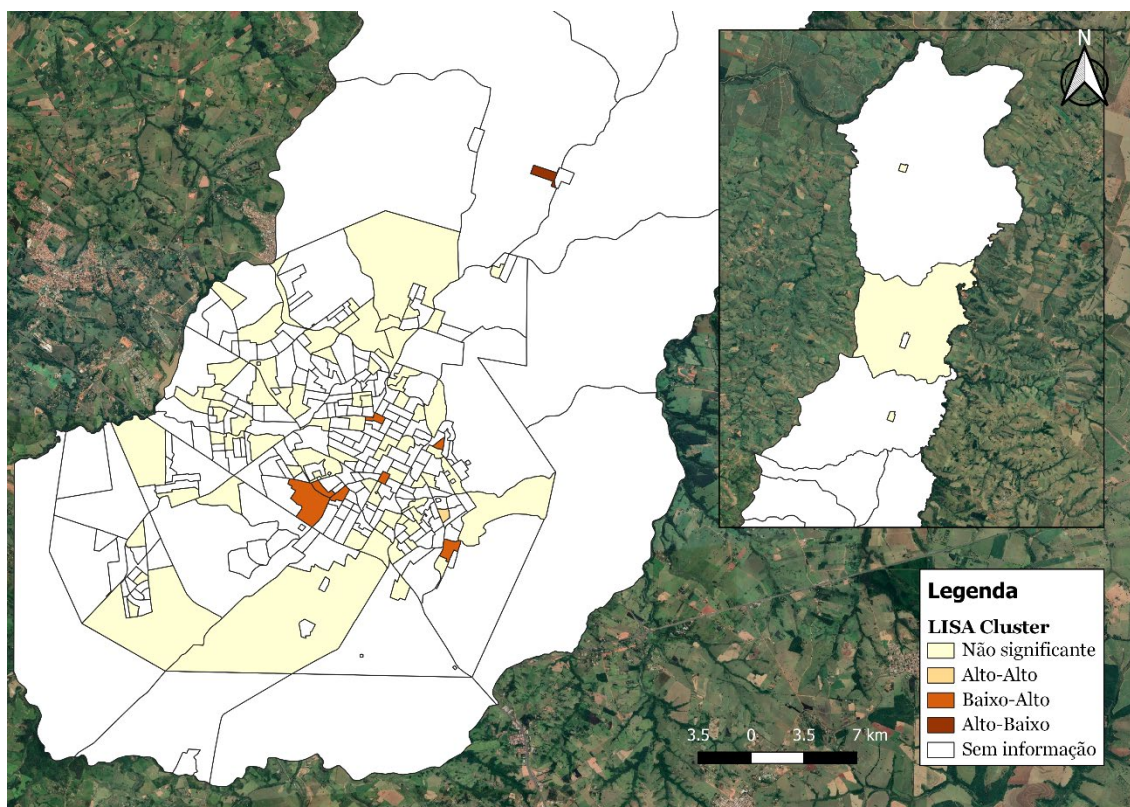 N
Legenda
LISA Cluster
Não significante
Alto-Alto
Baixo-Alto
Alto-Baixo
Sem informação
3.5 0 3.5 7 km